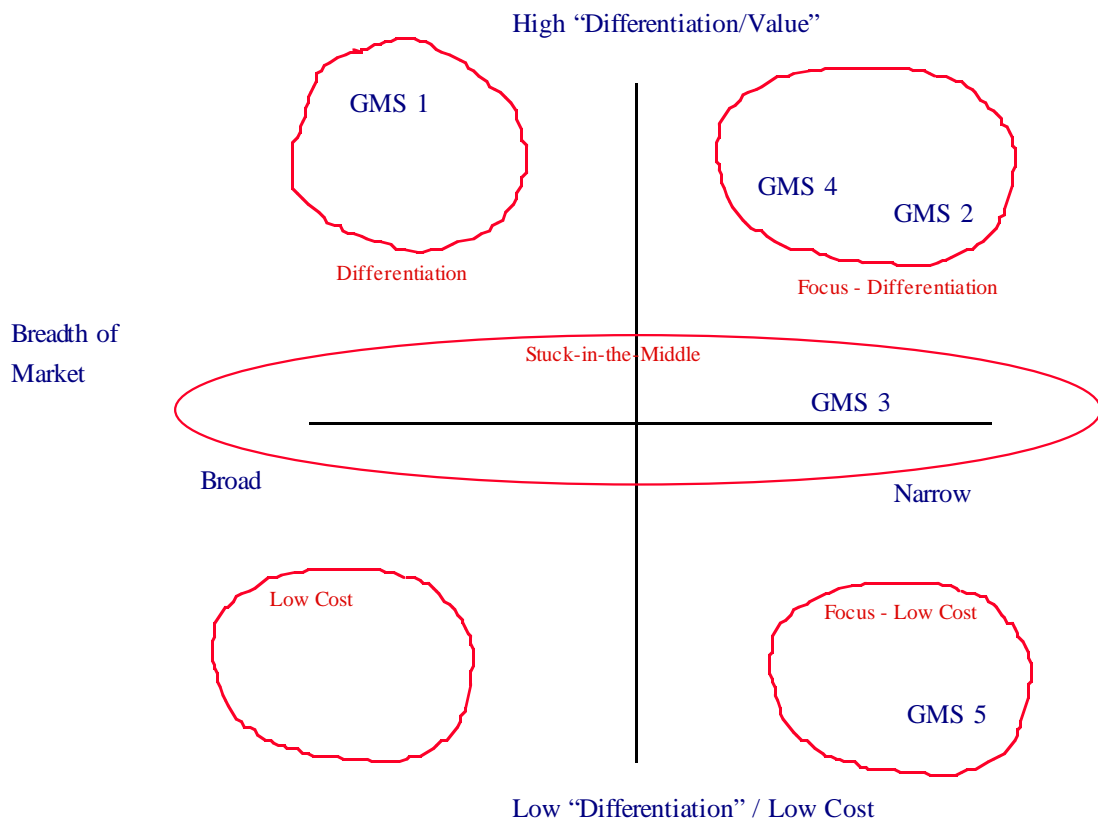 High “Differentiation/Value”
GMS 1
GMS 4
GMS 2
Differentiation
Focus - Differentiation
Breadth of
Market
Stuck-in-the-Middle
GMS 3
Broad
Narrow
Low Cost
Focus - Low Cost
GMS 5
Low “Differentiation” / Low Cost